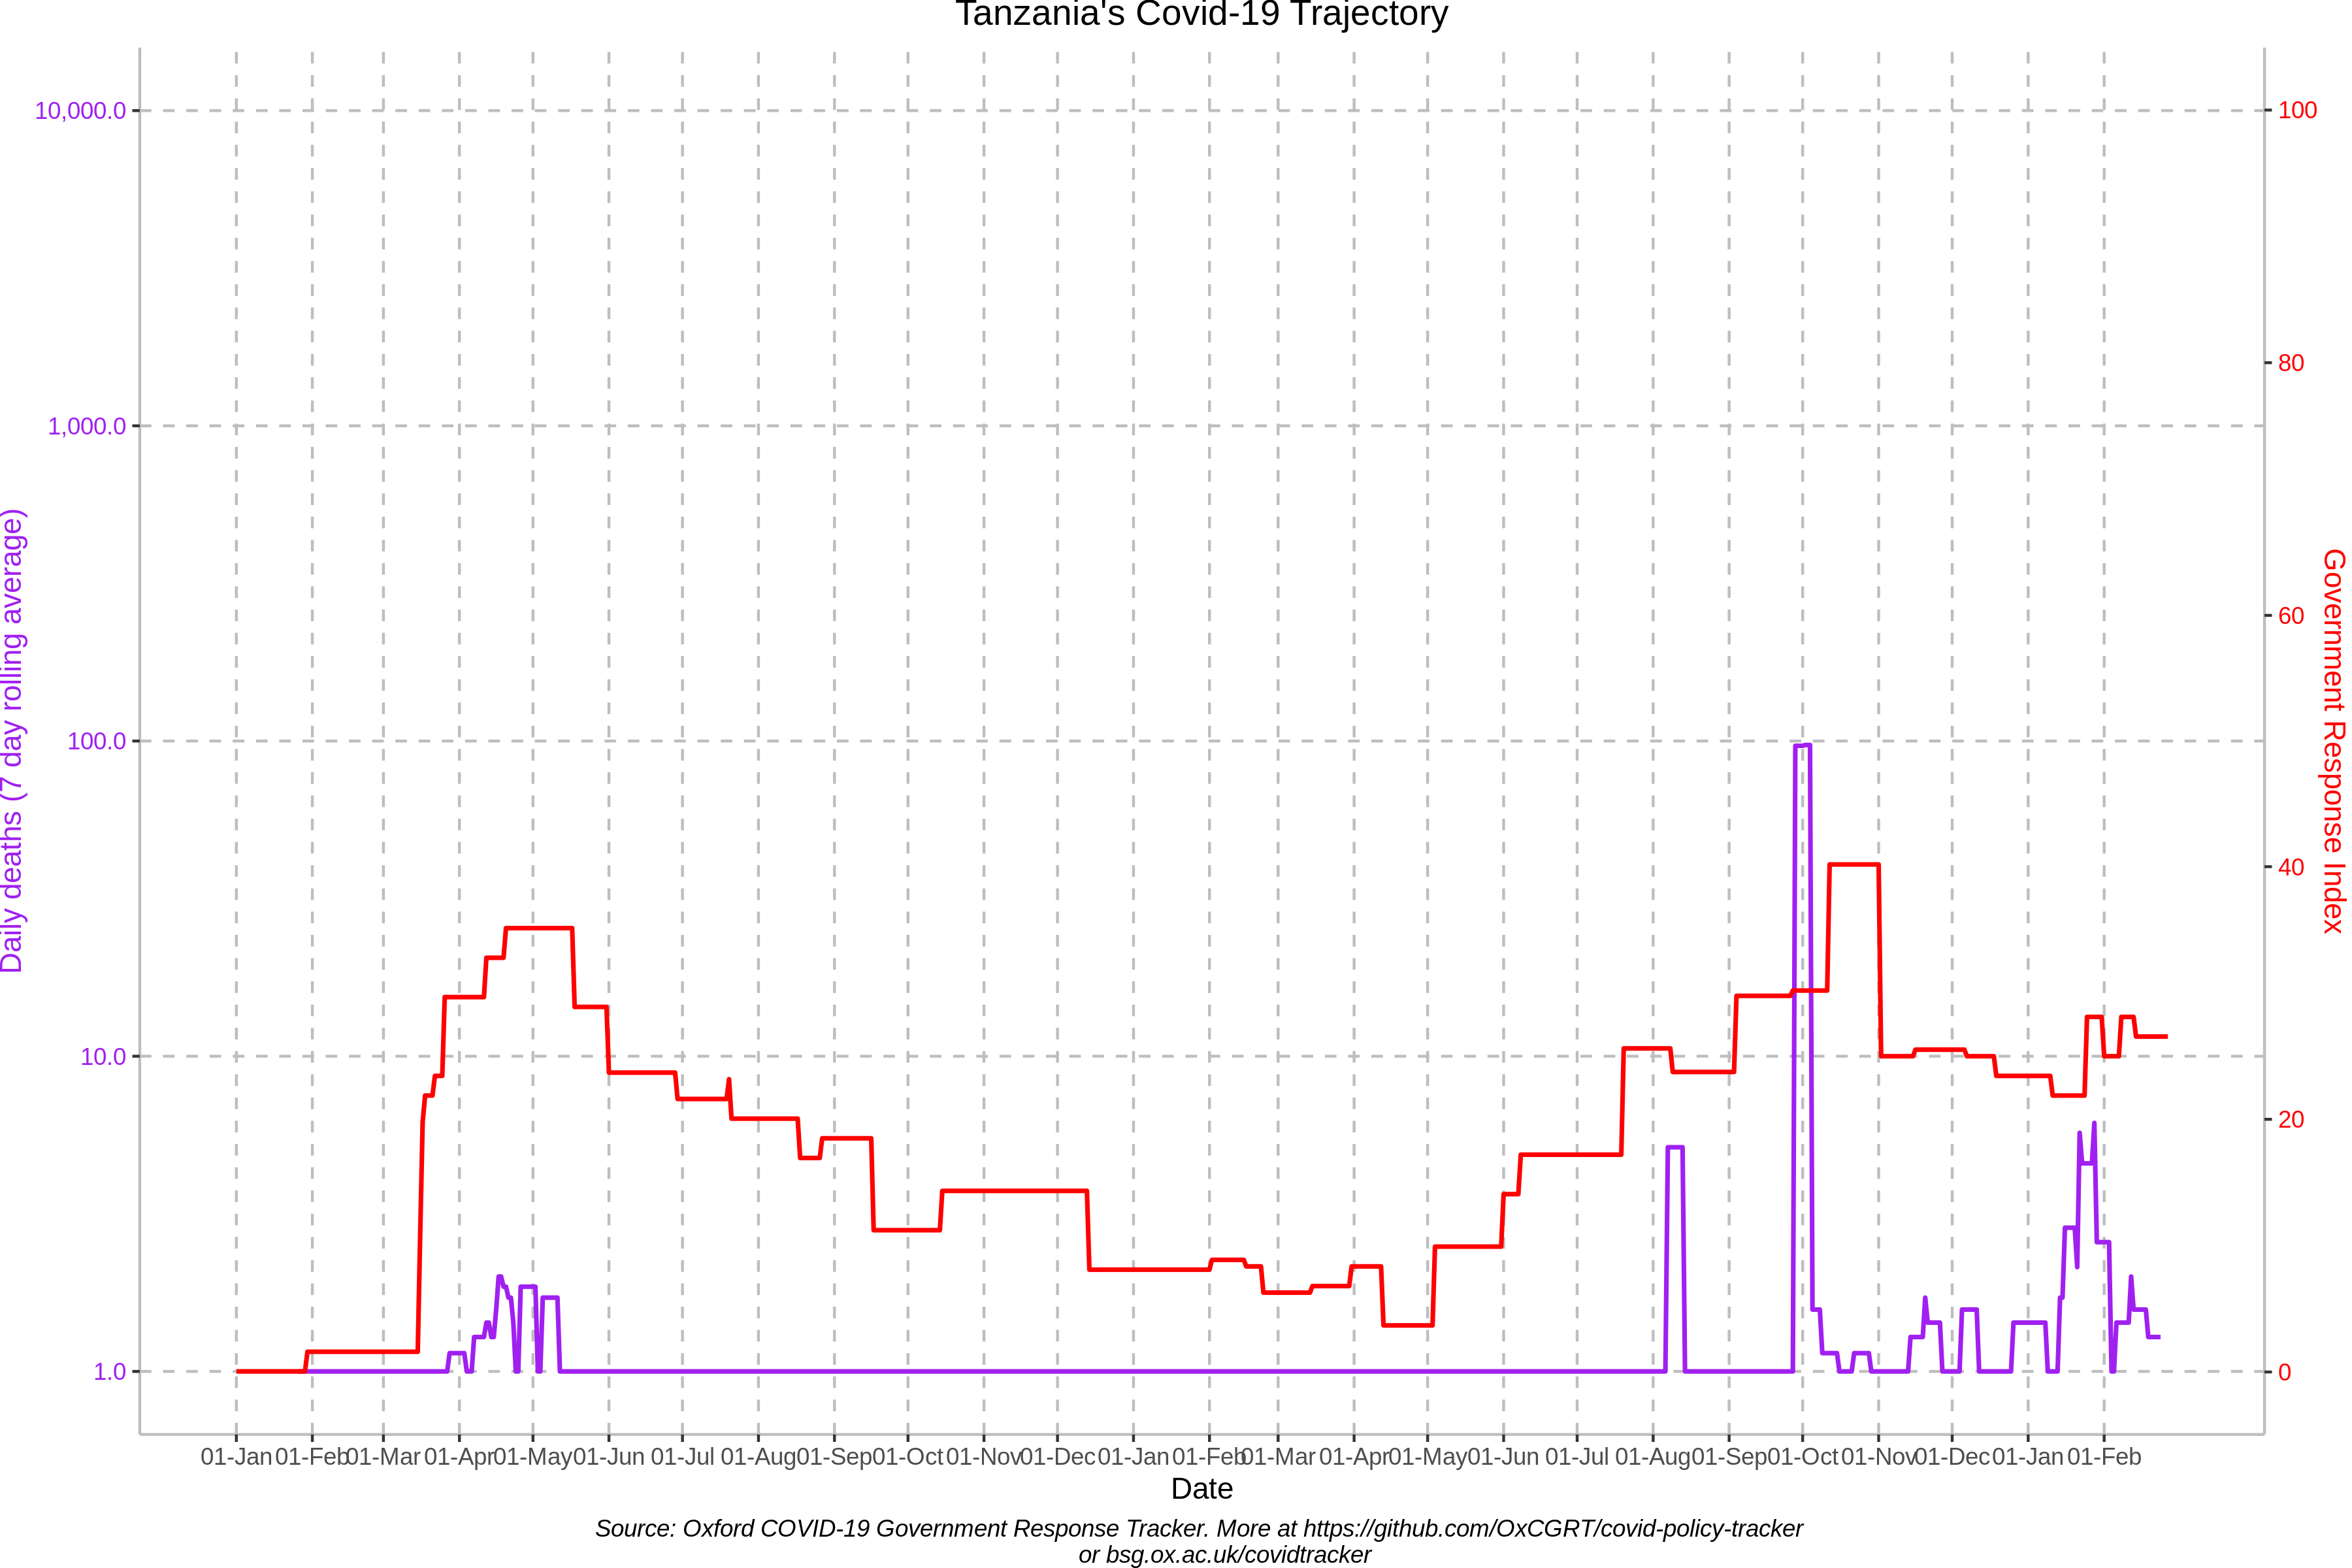 Tanzania's Covid-19 Trajectory
10,000.0
1,000.0
100.0
10.0
1.0
Daily deaths (7 day rolling average)
100
80
60
40
20
0
Government Response Index
01-Jan 01-Feb 01-Mar 01-Apr 01-May 01-Jun 01-Jul 01-Aug 01-Sep 01-Oct 01-Nov 01-Dec 01-Jan 01-Feb 01-Mar 01-Apr 01-May 01-Jun 01-Jul 01-Aug 01-Sep 01-Oct 01-Nov 01-Dec 01-Jan 01-Feb
Date
Source: Oxford COVID-19 Government Response Tracker. More at https://github.com/OxCGRT/covid-policy-tracker
or bsg.ox.ac.uk/covidtracker